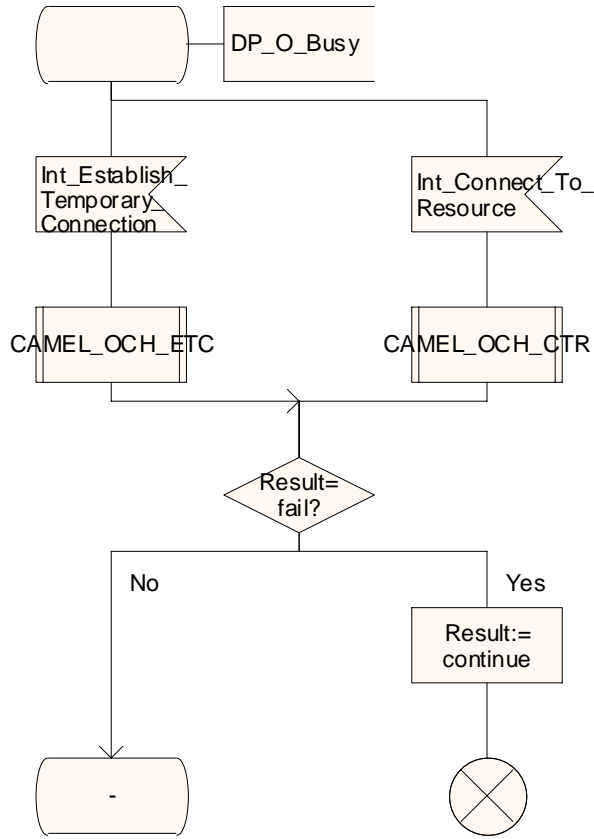 DP_O_Busy
Int_Establish_
Temporary_
Connection
Int_Connect_To_
Resource
CAMEL_OCH_ETC
CAMEL_OCH_CTR
Result=
fail?
No
Yes
Result:=
continue
-